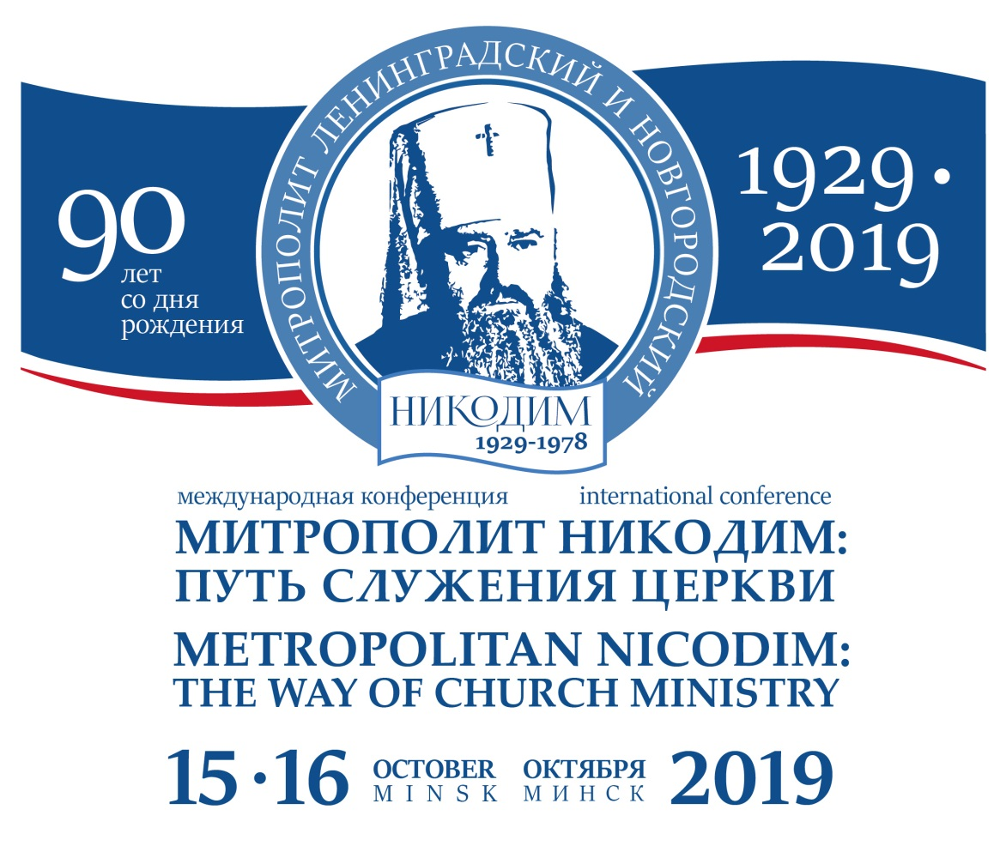 МИТРОПОЛИТ ЛЕНИНГРАДСКИЙ И НОВГОРОДСКИЙ
90
лет
со дня
рождения
1929 •
2019
НИКОДИМ
1929-1978
международная конференция
international conference
МИТРОПОЛИТ НИКОДИМ:
ПУТЬ СЛУЖЕНИЯ ЦЕРКВИ
METROPOLITAN NICODIM:
THE WAY OF CHURCH MINISTRY
15•16
OCTOBER
MINSK
ОКТЯБРЯ
МИНСК
2019